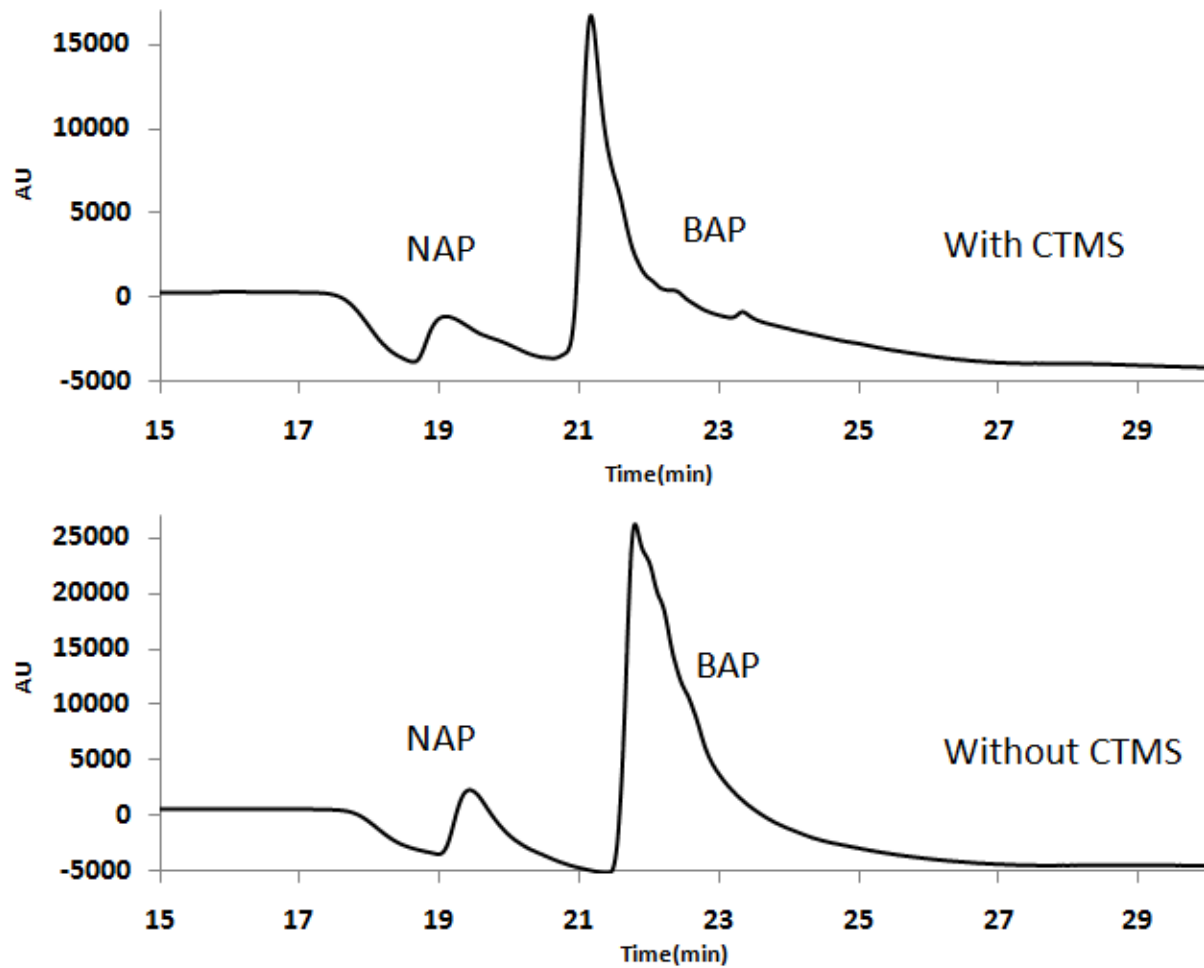 15000
10000
5000
0
-5000
AU
NAP
BAP
With CTMS
15 17 19 21 23 25 27 29
Time(min)
25000
20000
15000
10000
5000
0
-5000
AU
NAP
BAP
Without CTMS
15 17 19 21 23 25 27 29
Time(min)